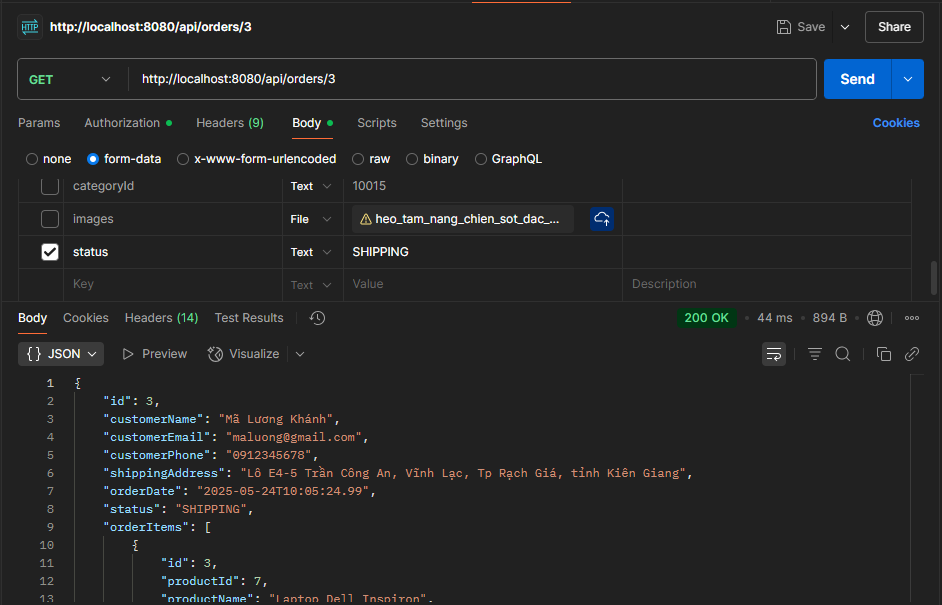 HTTP http://localhost:8080/api/orders/3 Save Share
GET http://localhost:8080/api/orders/3 Send
Params Authorization Headers (9) Body Scripts Settings Cookies
none form-data x-www-form-urlencoded raw binary GraphQL
categoryId Text 10015
images File heo_tam_nang_chien_sot_dac_...
status Text SHIPPING
Key Text Value Description
Body Cookies Headers (14) Test Results 200 OK • 44 ms • 894 B •
{} JSON Preview Visualize
1 {
2 "id": 3,
3 "customerName": "Mã Lương Khánh",
4 "customerEmail": "maluong@gmail.com",
5 "customerPhone": "0912345678",
6 "shippingAddress": "Lô E4-5 Trần Công An, Vĩnh Lạc, Tp Rạch Giá, tỉnh Kiên Giang",
7 "orderDate": "2025-05-24T10:05:24.99",
8 "status": "SHIPPING",
9 "orderItems": [
10 {
11 "id": 3,
12 "productId": 7,
13 "productName": "Laptop Dell Inspiron",